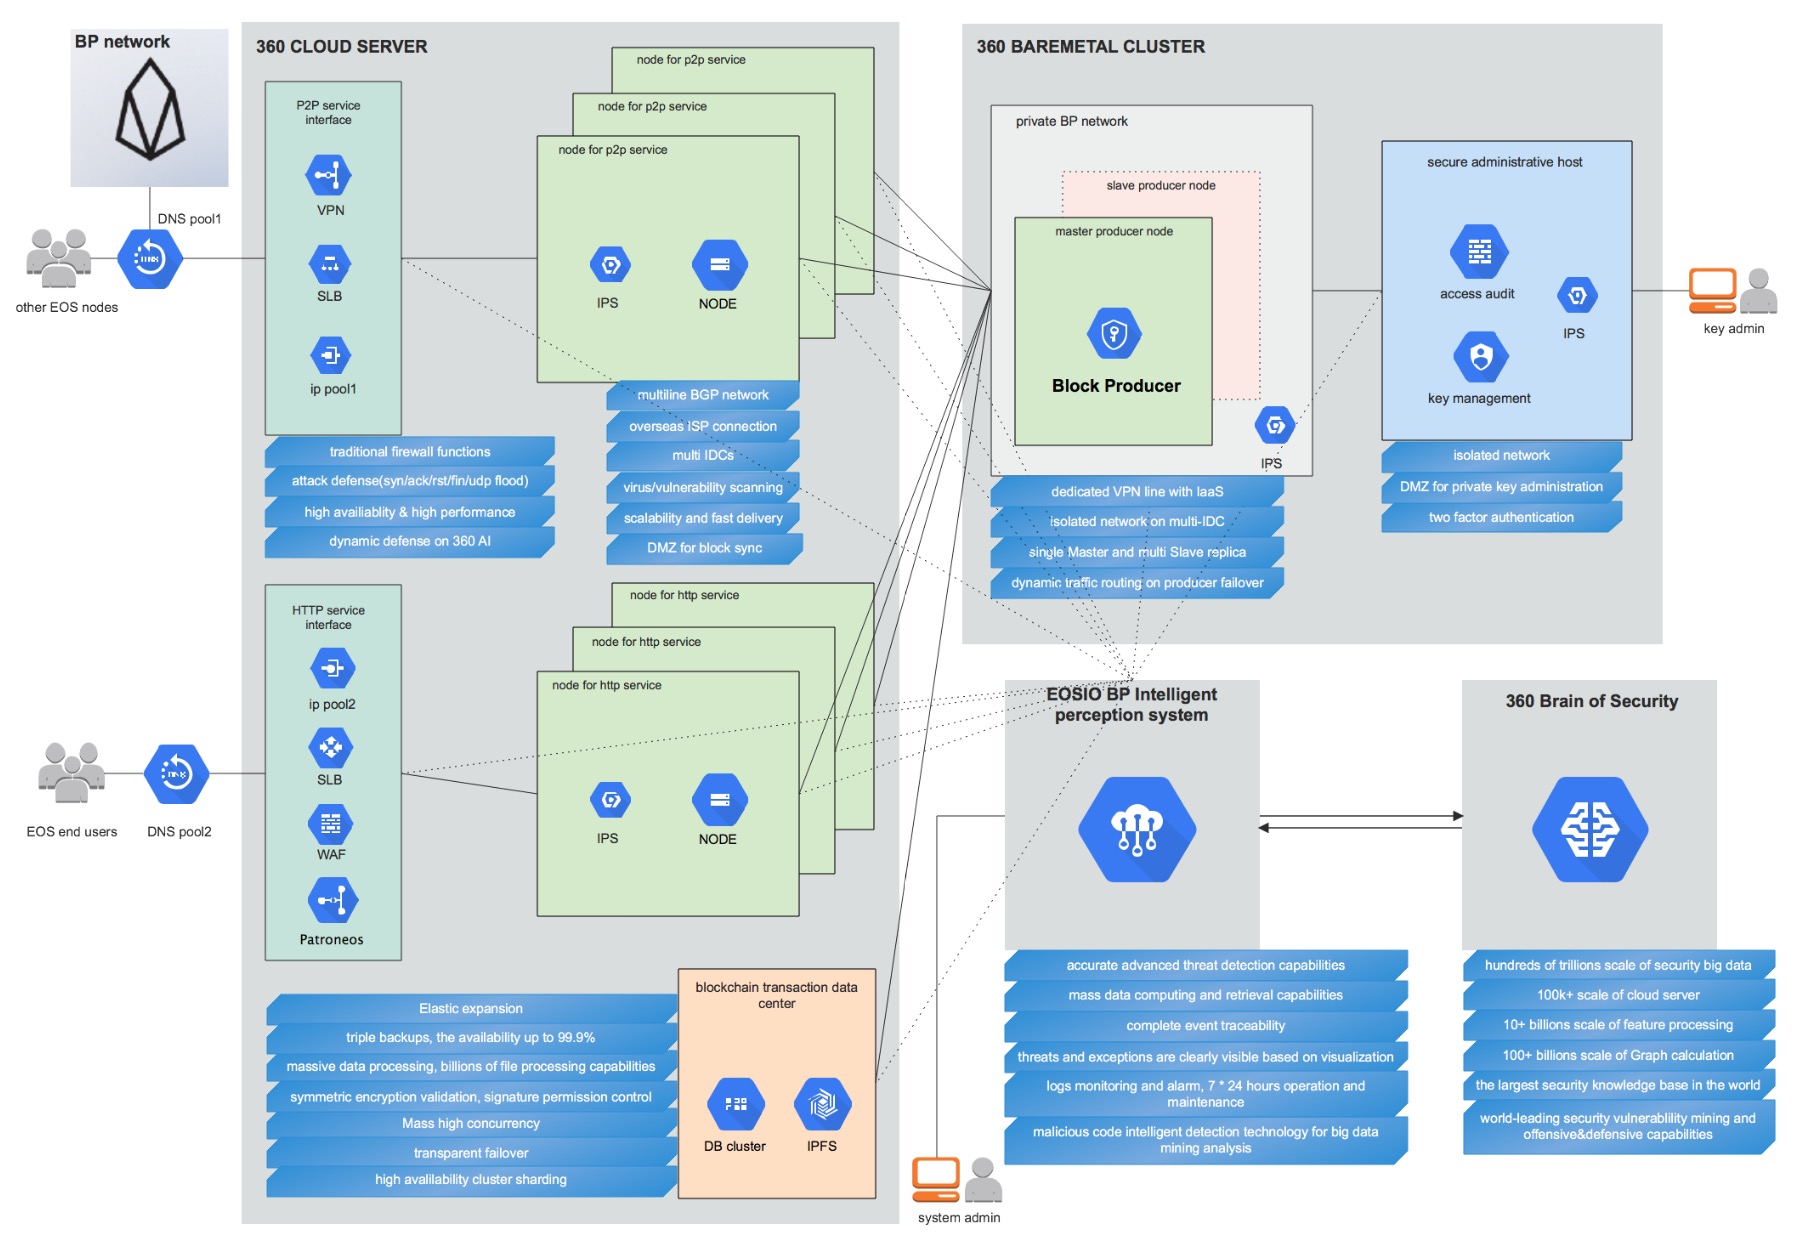 BP network
DNS pool1
other EOS nodes
360 CLOUD SERVER
P2P service
interface
VPN
SLB
ip pool1
traditional firewall functions
attack defense(syn/ack/rst/fin/udp flood)
high availiablity & high performance
dynamic defense on 360 AI
node for p2p service
node for p2p service
node for p2p service
IPS
NODE
multiline BGP network
overseas ISP connection
multi IDCs
virus/vulnerability scanning
scalability and fast delivery
DMZ for block sync
EOS end users
DNS pool2
HTTP service
interface
ip pool2
SLB
WAF
Patroneos
node for http service
node for http service
node for http service
IPS
NODE
Elastic expansion
triple backups, the availability up to 99.9%
massive data processing, billions of file processing capabilities
symmetric encryption validation, signature permission control
Mass high concurrency
transparent failover
high avalilability cluster sharding
blockchain transaction data
center
DB cluster
IPFS
360 BAREMETAL CLUSTER
private BP network
slave producer node
master producer node
Block Producer
IPS
dedicated VPN line with IaaS
isolated network on multi-IDC
single Master and multi Slave replica
dynamic traffic routing on producer failover
secure administrative host
access audit
IPS
key management
isolated network
DMZ for private key administration
two factor authentication
key admin
EOSIO BP Intelligent
perception system
accurate advanced threat detection capabilities
mass data computing and retrieval capabilities
complete event traceability
threats and exceptions are clearly visible based on visualization
logs monitoring and alarm, 7 * 24 hours operation and
maintenance
malicious code intelligent detection technology for big data
mining analysis
system admin
360 Brain of Security
hundreds of trillions scale of security big data
100k+ scale of cloud server
10+ billions scale of feature processing
100+ billions scale of Graph calculation
the largest security knowledge base in the world
world-leading security vulnerablility mining and
offensive&defensive capabilities